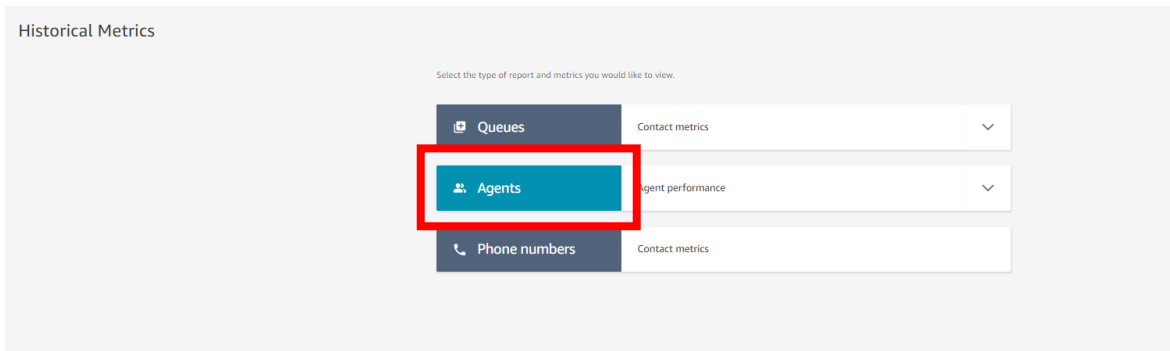 Historical Metrics
Select the type of report and metrics you would like to view.
Queues
Contact metrics
Agents
Agent performance
Phone numbers
Contact metrics